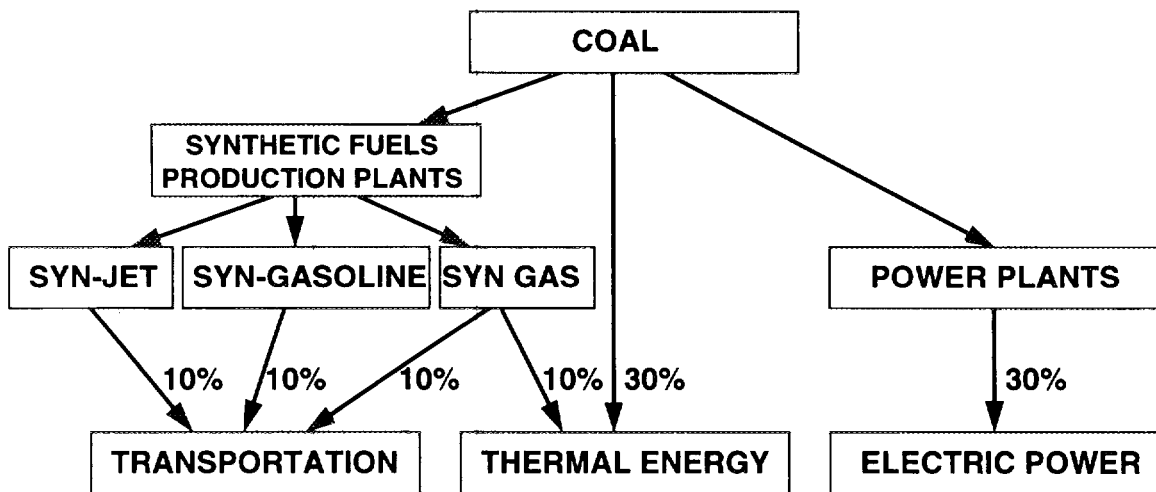 COAL
SYNTHETIC FUELS
PRODUCTION PLANTS
SYN-JET
SYN-GASOLINE
SYN GAS
POWER PLANTS
10%
10%
10%
10%
30%
30%
TRANSPORTATION
THERMAL ENERGY
ELECTRIC POWER